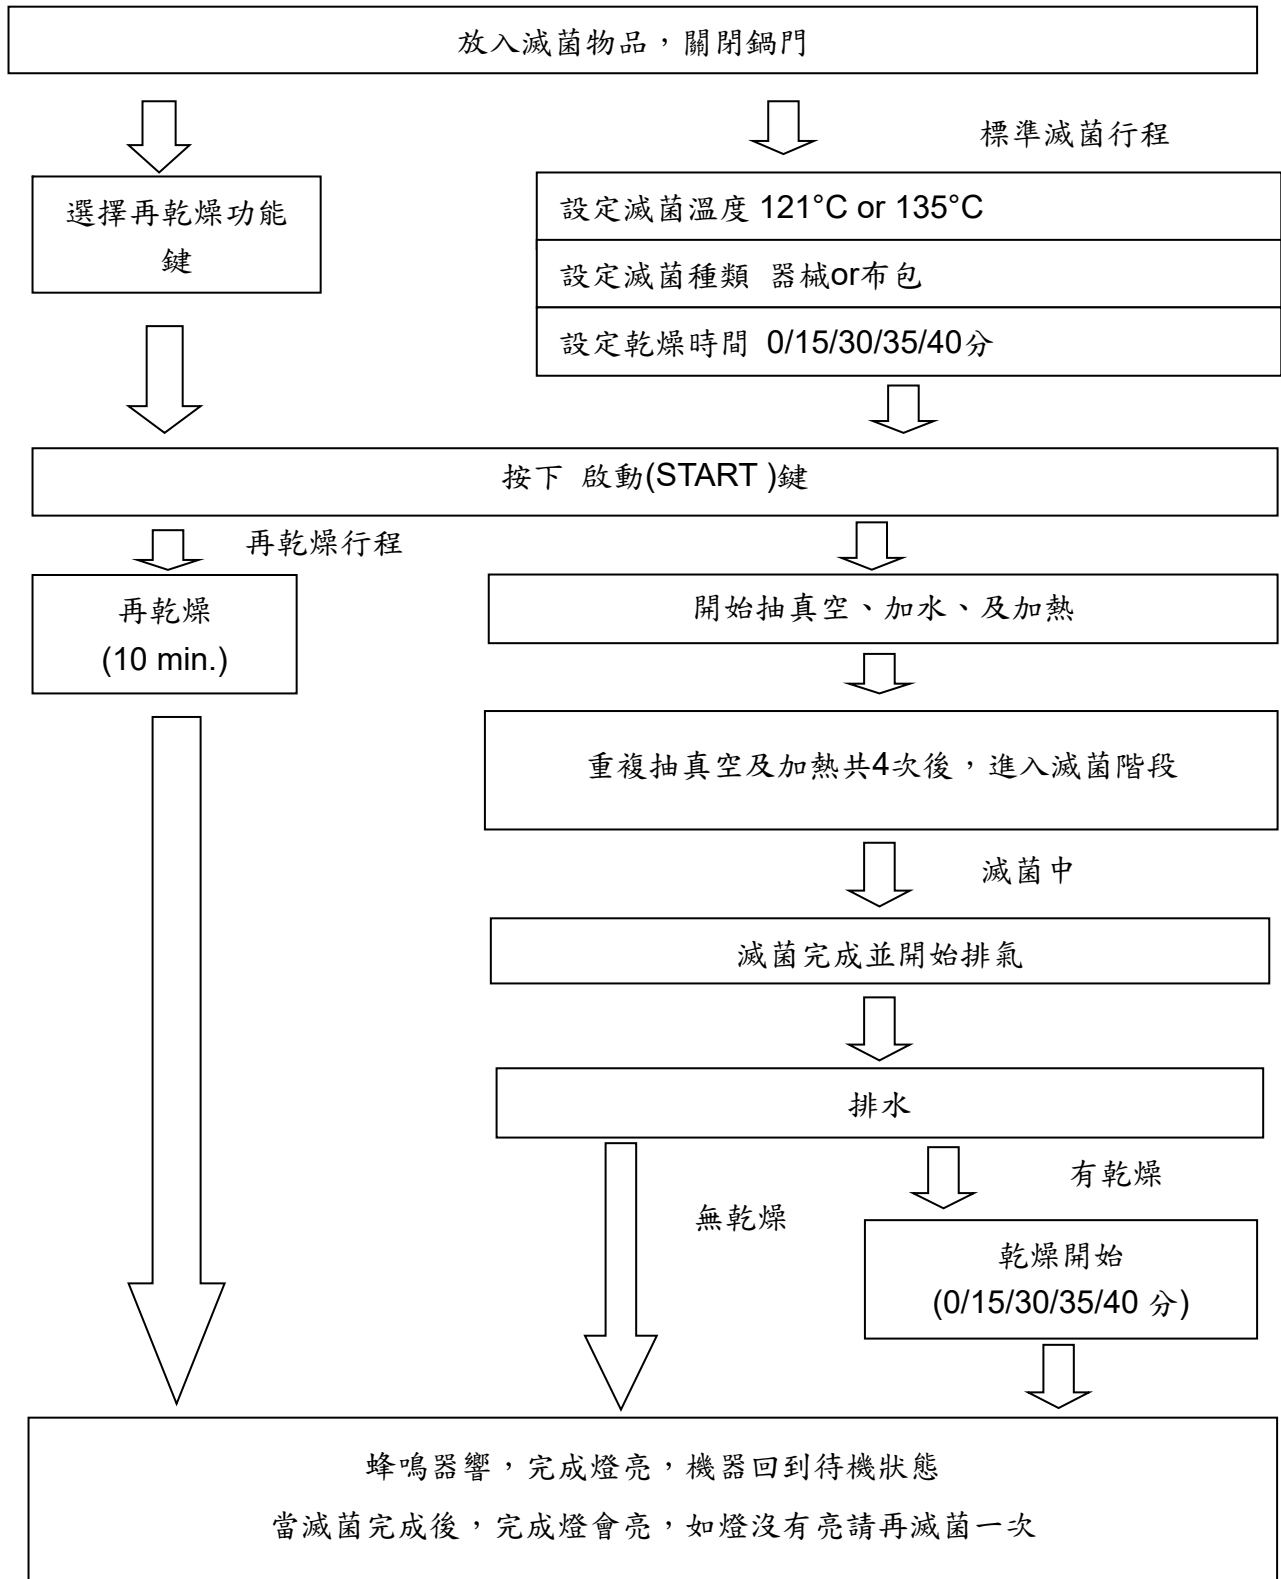 放入滅菌物品，關閉鍋門
標準滅菌行程
選擇再乾燥功能
鍵
設定滅菌溫度 121°C or 135°C
設定滅菌種類 器械or布包
設定乾燥時間 0/15/30/35/40分
按下 啟動(START )鍵
再乾燥行程
再乾燥
(10 min.)
開始抽真空、加水、及加熱
重複抽真空及加熱共4次後，進入滅菌階段
滅菌中
滅菌完成並開始排氣
排水
無乾燥
有乾燥
乾燥開始
(0/15/30/35/40 分)
蜂鳴器響，完成燈亮，機器回到待機狀態
當滅菌完成後，完成燈會亮，如燈沒有亮請再滅菌一次